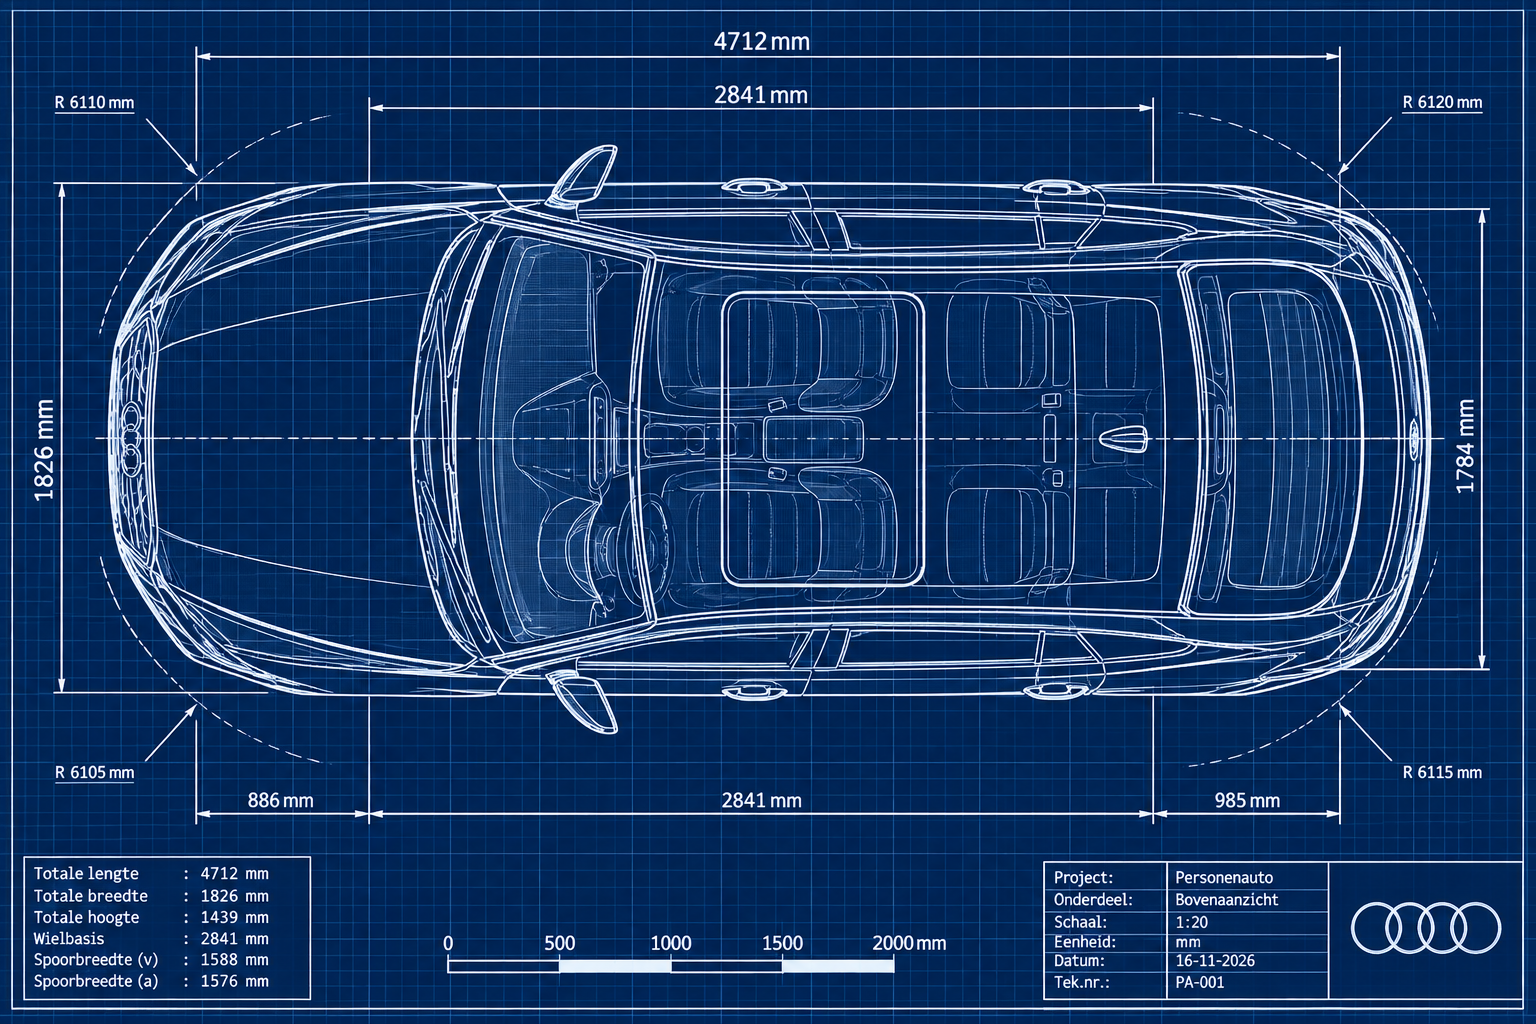 4712 mm
2841 mm
R 6110 mm
R 6120 mm
1826 mm
1784 mm
R 6105 mm
R 6115 mm
886 mm
2841 mm
985 mm
Totale lengte : 4712 mm
Totale breedte : 1826 mm
Totale hoogte : 1439 mm
Wielbasis : 2841 mm
Spoorbreedte (v) : 1588 mm
Spoorbreedte (a) : 1576 mm
0 500 1000 1500 2000 mm
Project: Personenauto
Onderdeel: Bovenaanzicht
Schaal: 1:20
Eenheid: mm
Datum: 16-11-2026
Tek.nr.: PA-001